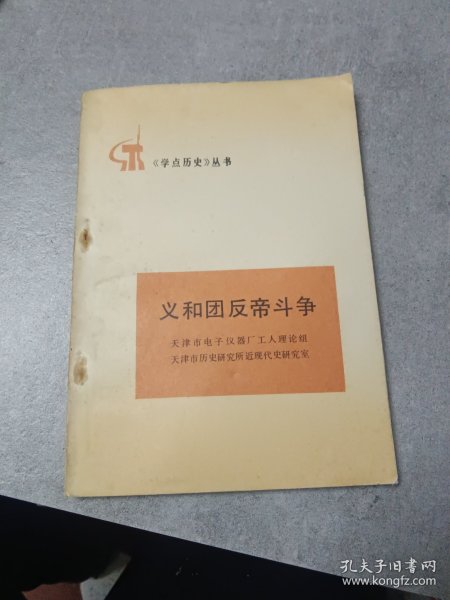 《学点历史》丛书
义和团反帝斗争
天津市电子仪器厂工人理论组
天津市历史研究所近现代史研究室
孔夫子旧书网
www.kongfz.com